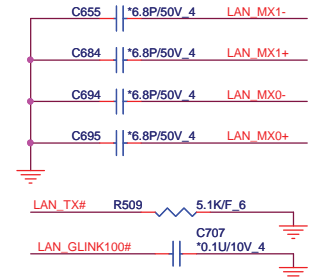 C655 *6.8P/50V_4 LAN_MX1-
C684 *6.8P/50V_4 LAN_MX1+
C694 *6.8P/50V_4 LAN_MX0-
C695 *6.8P/50V_4 LAN_MX0+
LAN_TX# R509 5.1K/F_6
C707
LAN_GLINK100# *0.1U/10V_4